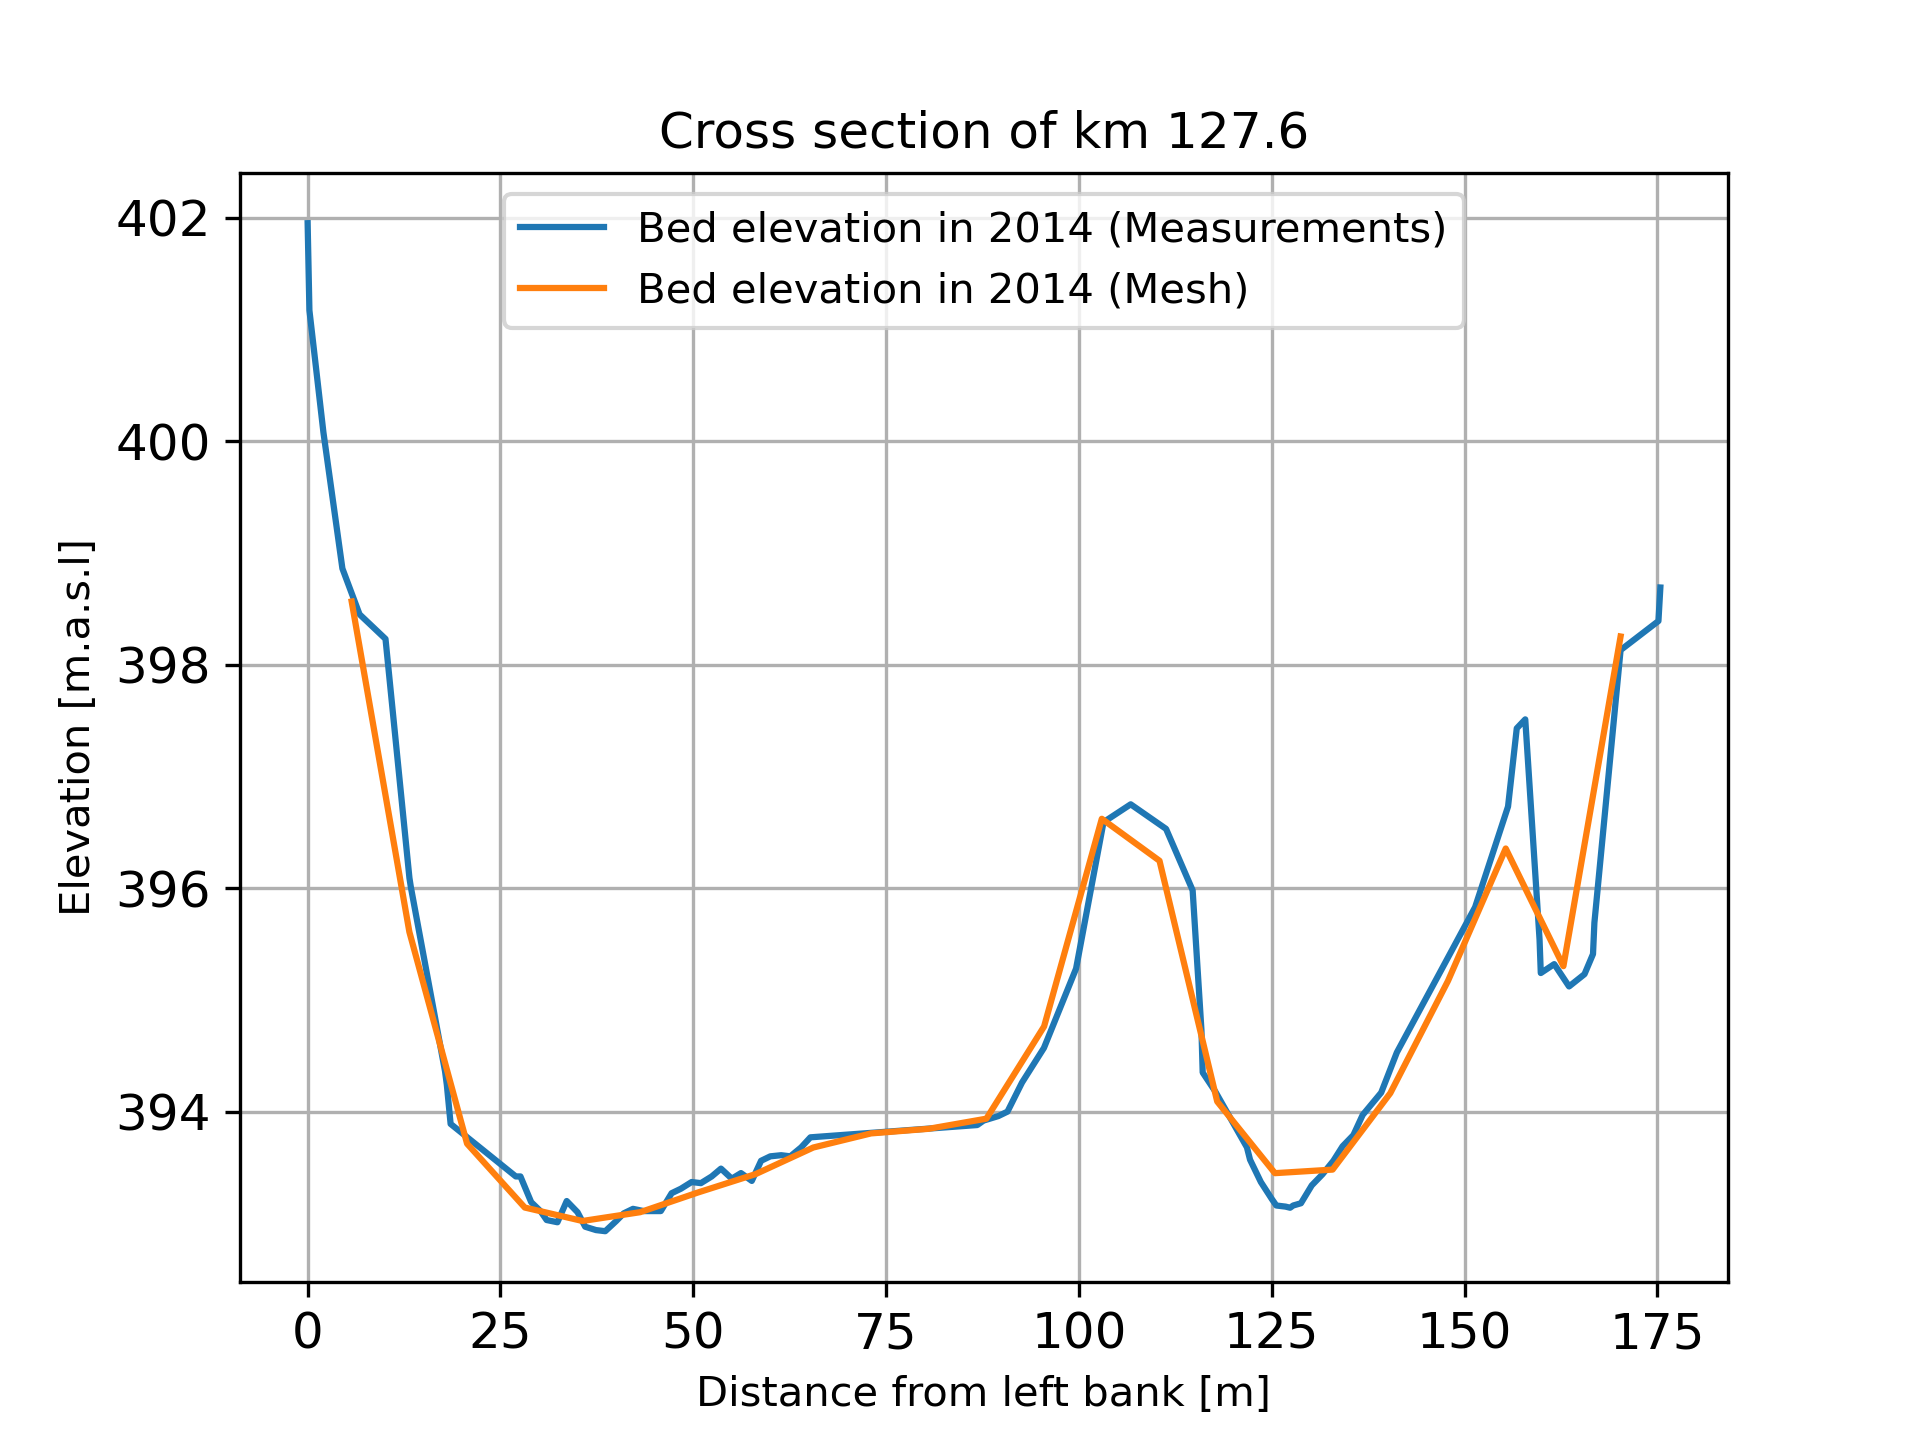 Cross section of km 127.6
Bed elevation in 2014 (Measurements)
Bed elevation in 2014 (Mesh)
402
400
398
396
394
Elevation [m.a.s.l]
0 25 50 75 100 125 150 175
Distance from left bank [m]